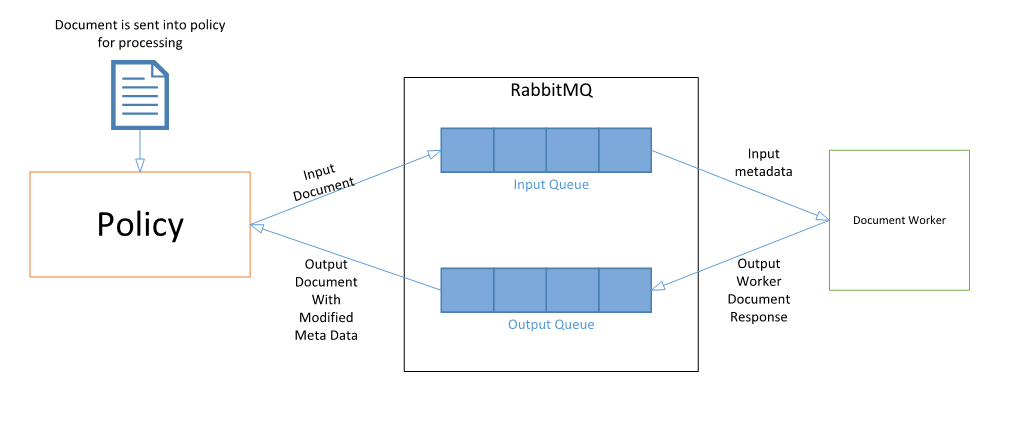 Document is sent into policy
for processing
RabbitMQ
Input
Document
Input Queue
Input
metadata
Policy
Document Worker
Output
Document
With
Modified
Meta Data
Output Queue
Output
Worker
Document
Response